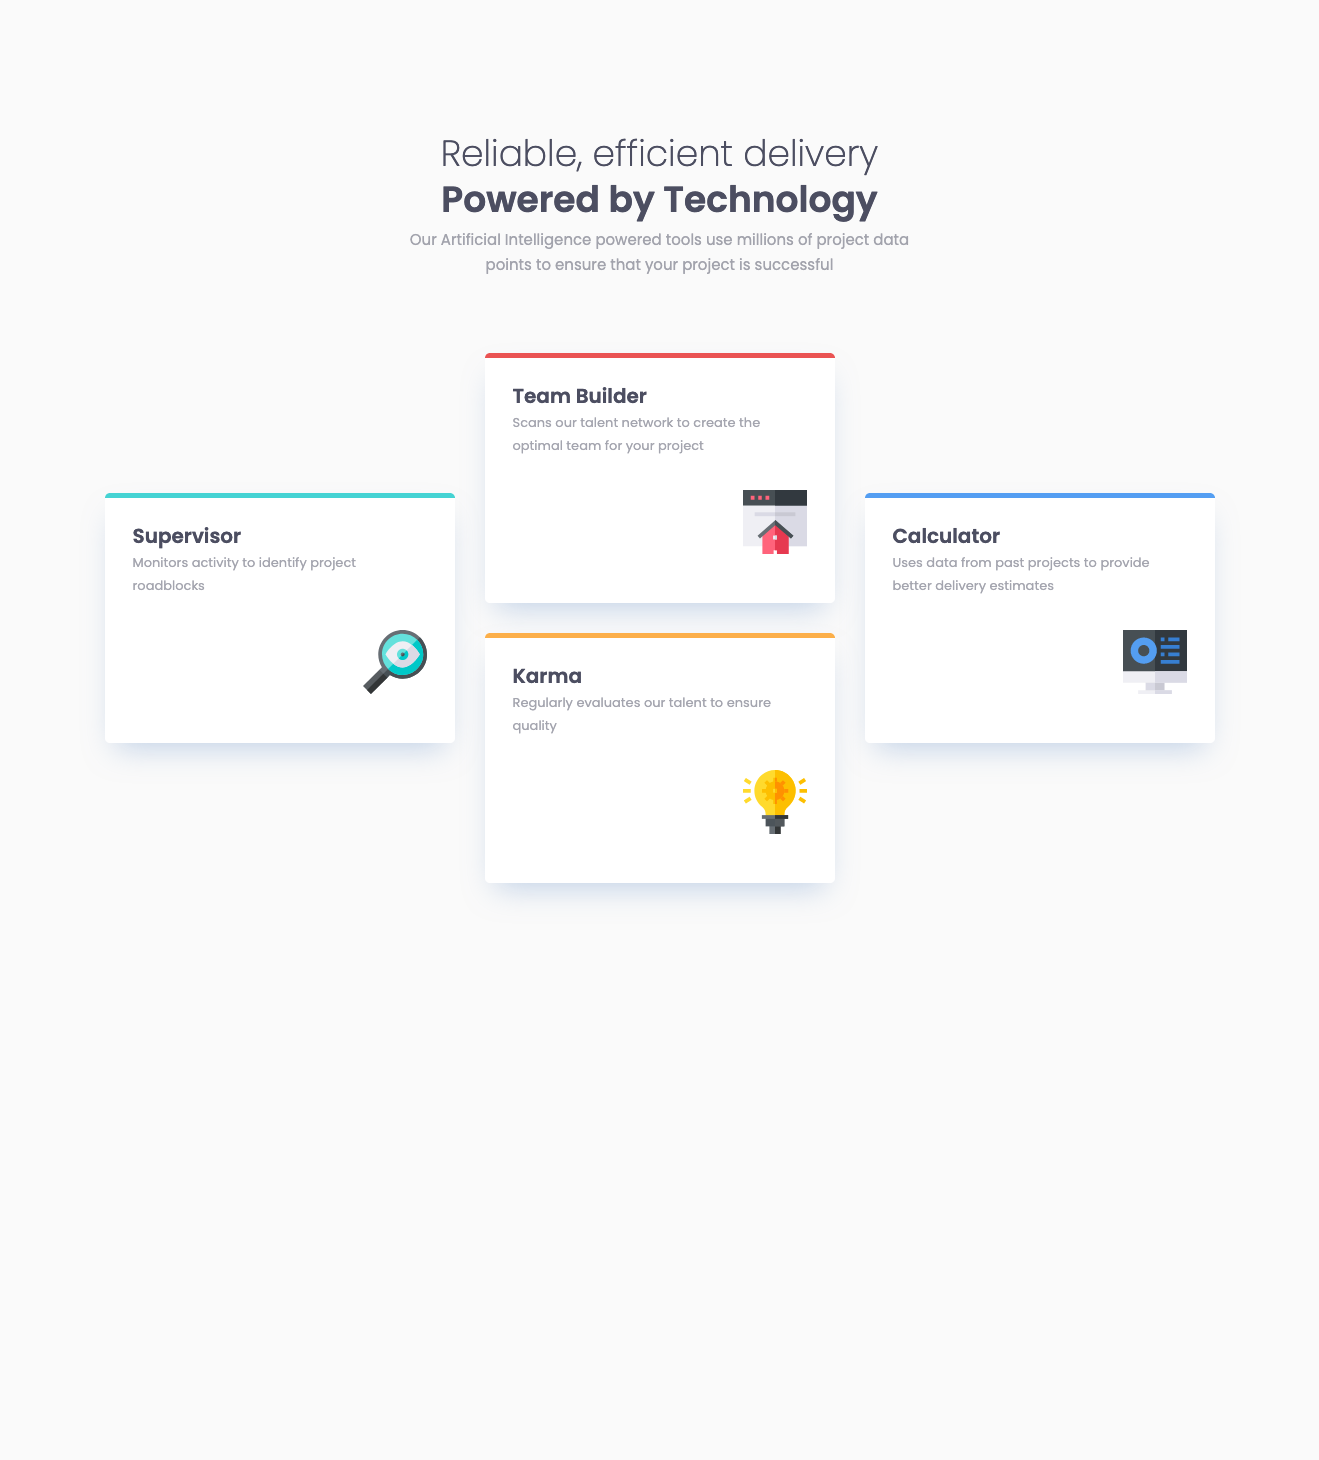 Reliable, efficient delivery
Powered by Technology
Our Artificial Intelligence powered tools use millions of project data
points to ensure that your project is successful
Supervisor
Monitors activity to identify project
roadblocks
Team Builder
Scans our talent network to create the
optimal team for your project
Karma
Regularly evaluates our talent to ensure
quality
Calculator
Uses data from past projects to provide
better delivery estimates